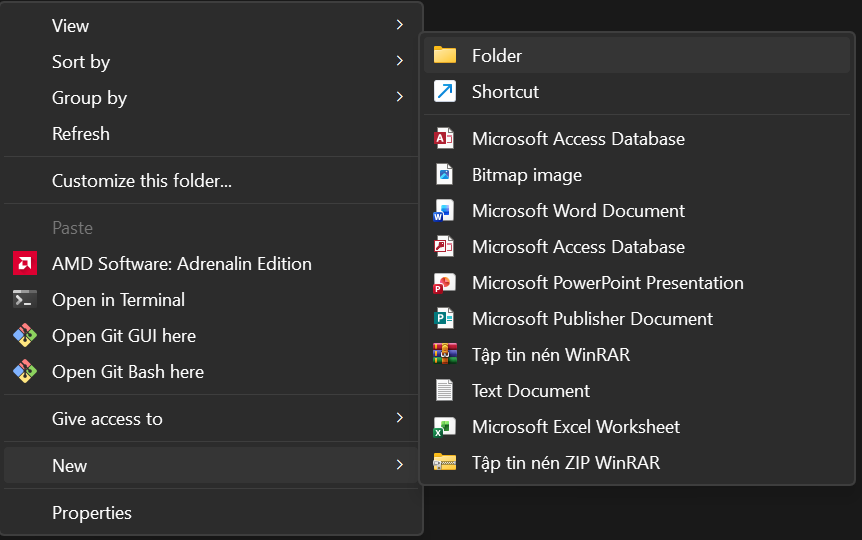 View
Sort by
Group by
Refresh
Customize this folder...
Paste
AMD Software: Adrenalin Edition
Open in Terminal
Open Git GUI here
Open Git Bash here
Give access to
New
Properties
Folder
Shortcut
Microsoft Access Database
Bitmap image
Microsoft Word Document
Microsoft Access Database
Microsoft PowerPoint Presentation
Microsoft Publisher Document
Tập tin nén WinRAR
Text Document
Microsoft Excel Worksheet
Tập tin nén ZIP WinRAR